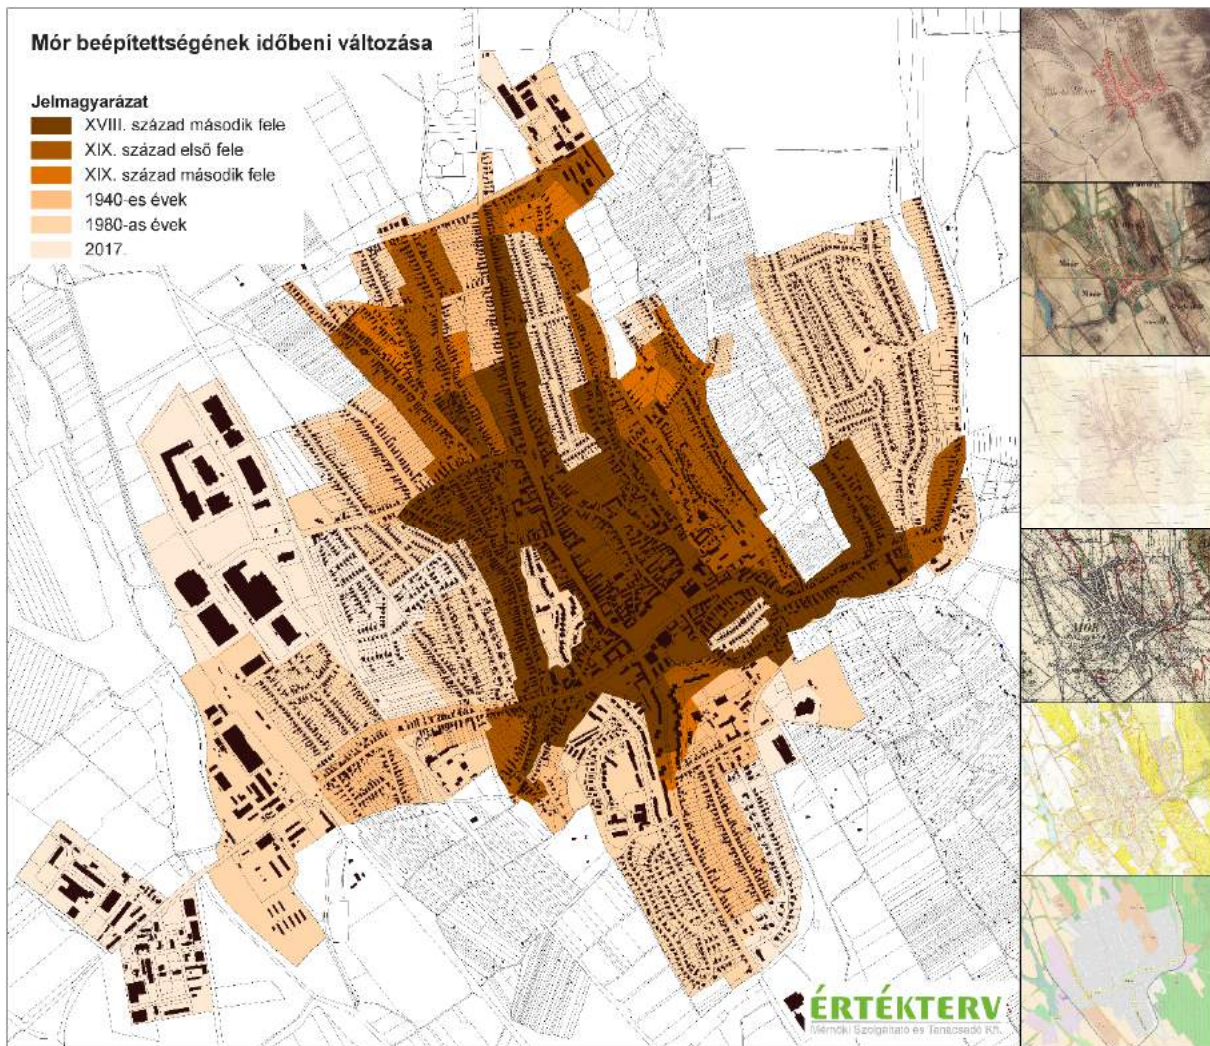 Mór beépítettségének időbeni változása
Jelmagyarázat
XVIII. század második fele
XIX. század első fele
XIX. század második fele
1940-es évek
1980-as évek
2017.
MÓR
ÉRTÉKTERV
Mérnöki Szolgáltató és Tanácsadó Kft.